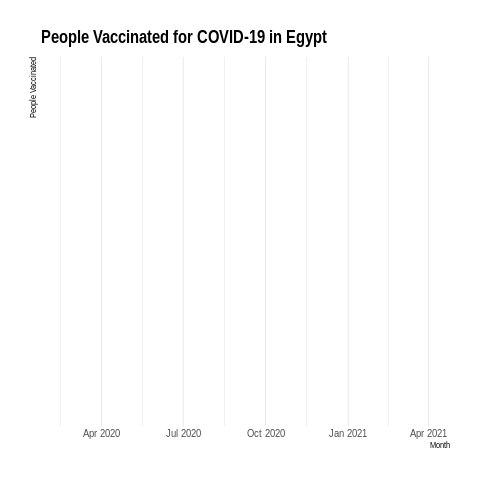 People Vaccinated for COVID-19 in Egypt
People Vaccinated
Apr 2020
Jul 2020
Oct 2020
Jan 2021
Apr 2021
Month